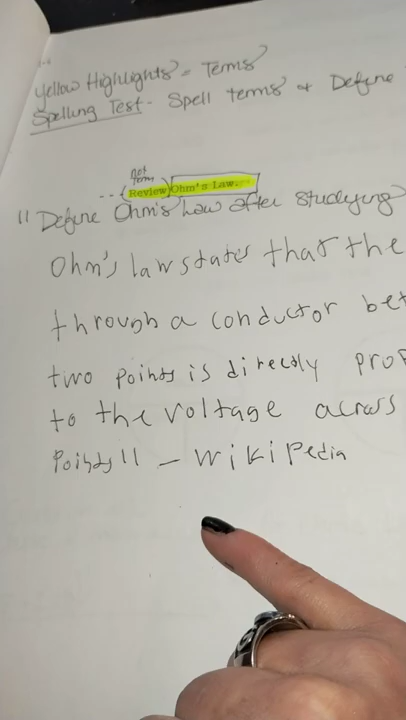 Yellow Highlights = Terms
Spelling Test - Spell terms + Define
not
term
(Review) Ohm's Law.
" Define Ohm's Law after studying
Ohm's law states that the
through a conductor bet
two points is directly prop
to the voltage across
Points " - Wikipedia